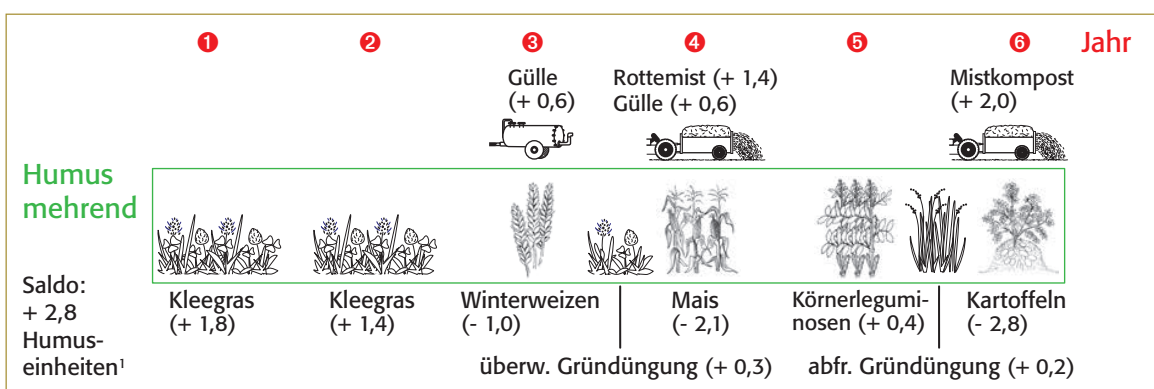 ❶ ❷ ❸ ❹ ❺ ❻ Jahr
Gülle
(+ 0,6)
Rottemist (+ 1,4)
Gülle (+ 0,6)
Mistkompost
(+ 2,0)
Humus
mehrend
Saldo:
+ 2,8
Humus-
einheiten¹
Kleegras
(+ 1,8)
Kleegras
(+ 1,4)
Winterweizen
(- 1,0)
Mais
(- 2,1)
Körnerlegumi-
nosen (+ 0,4)
Kartoffeln
(- 2,8)
überw. Gründüngung (+ 0,3)
abfr. Gründüngung (+ 0,2)